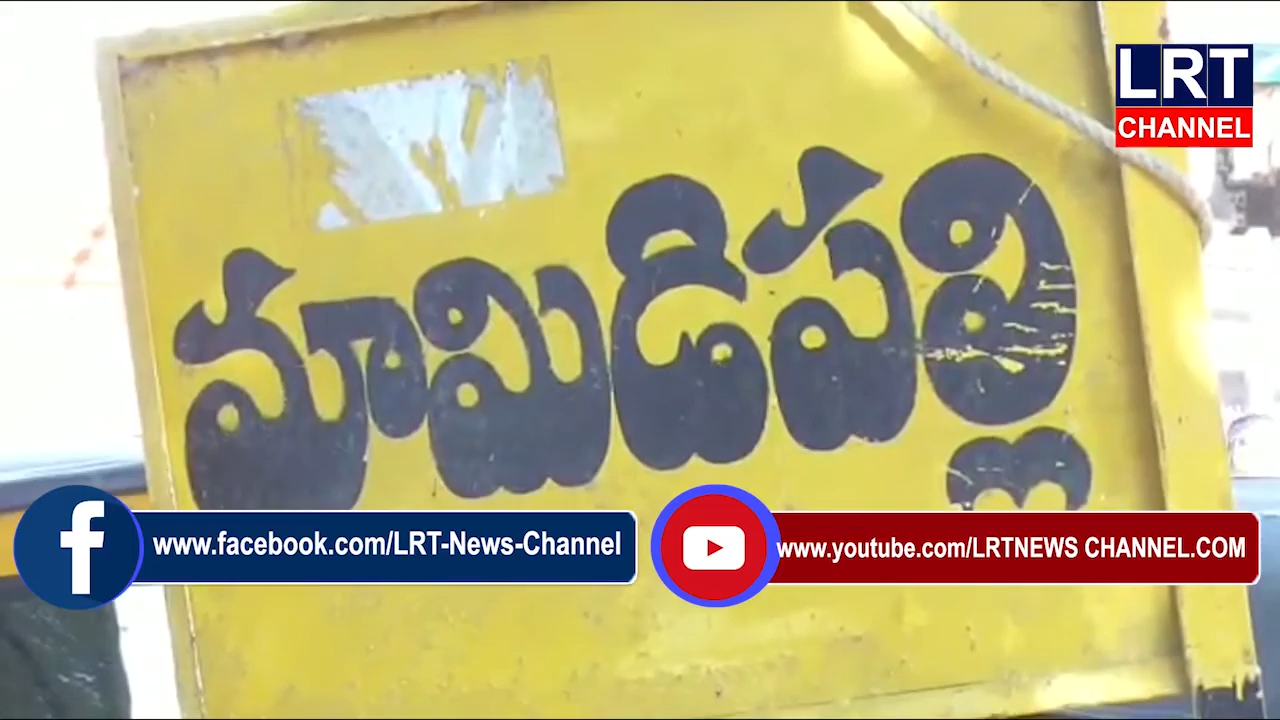 LRT
CHANNEL
మామిడిపల్లి
www.facebook.com/LRT-News-Channel
www.youtube.com/LRTNEWS CHANNEL.COM